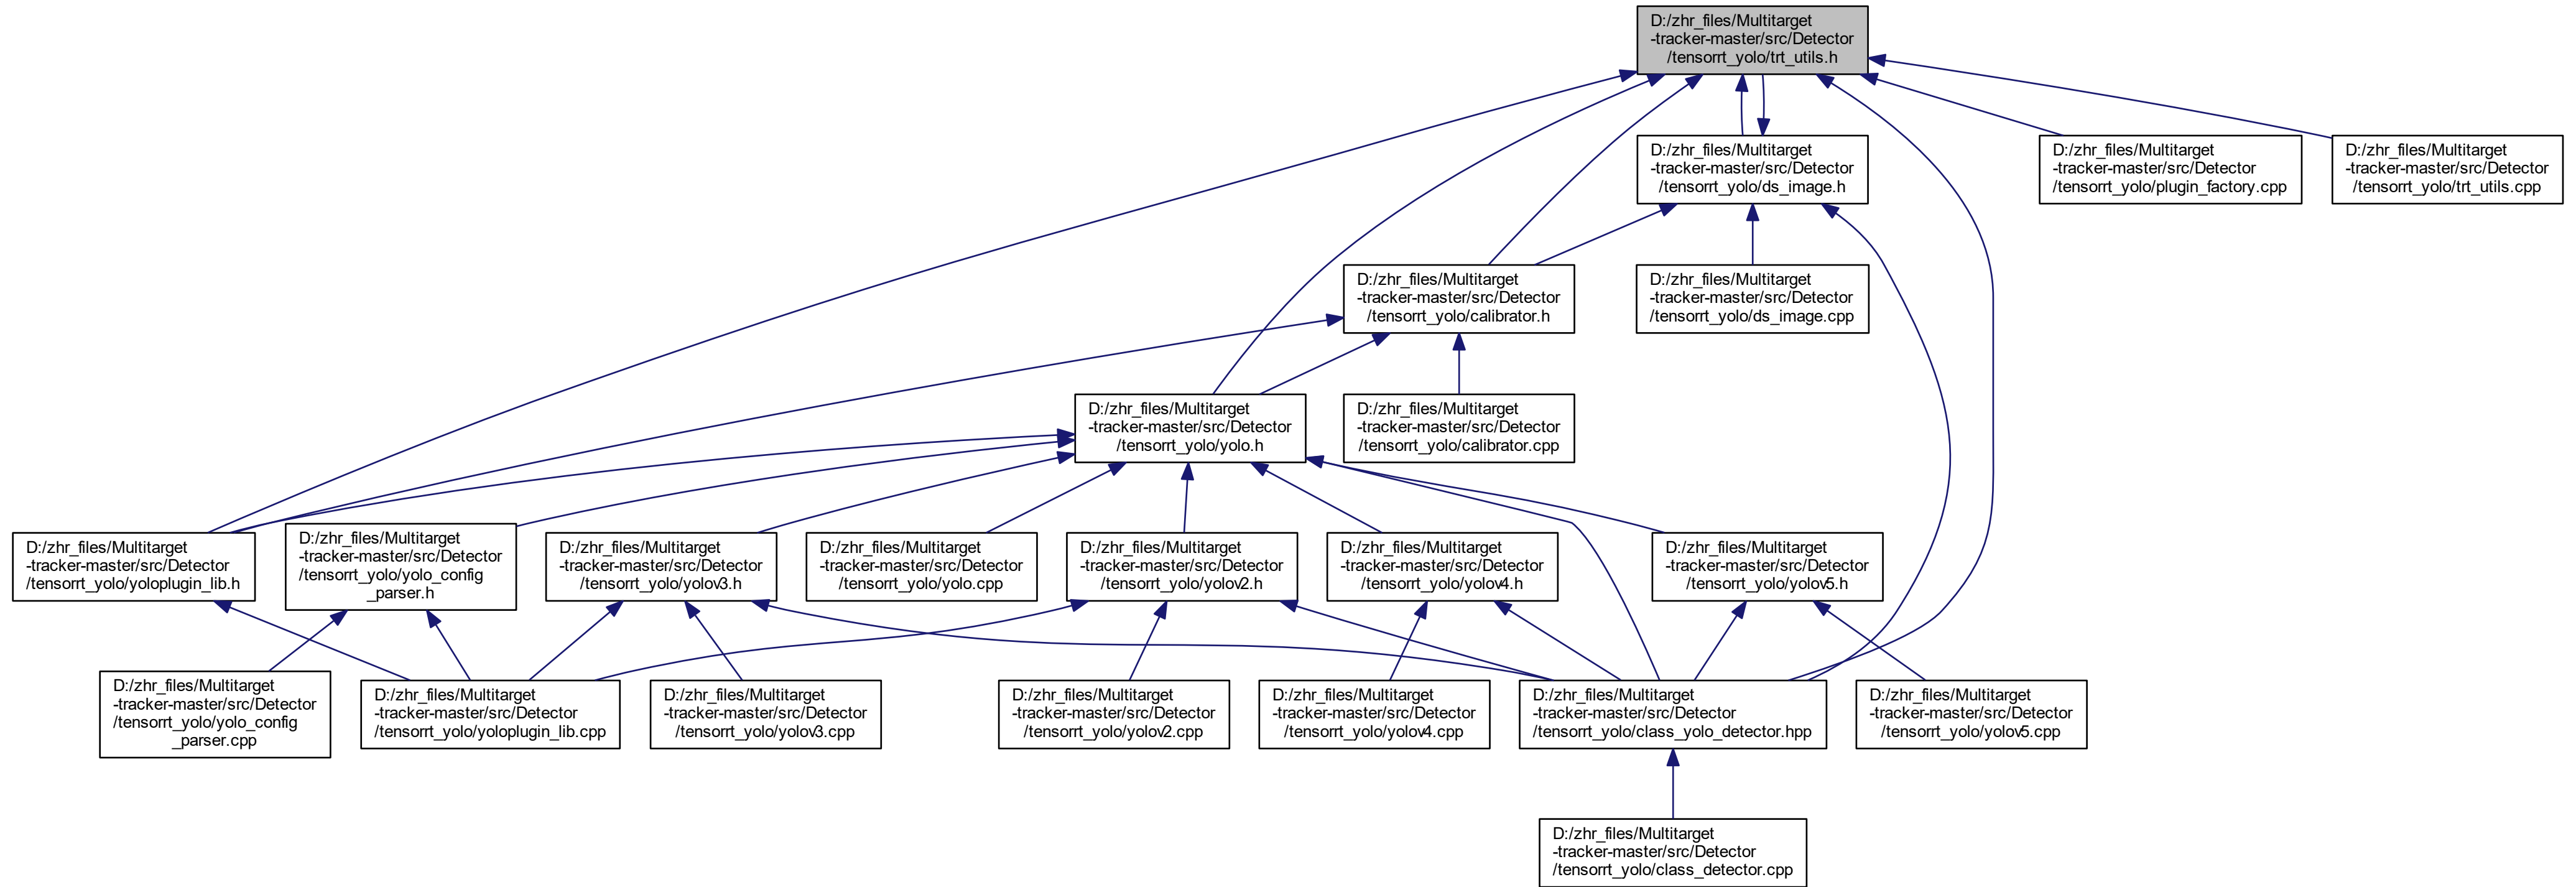 D:/zhr_files/Multitarget
-tracker-master/src/Detector
/tensorrt_yolo/trt_utils.h
D:/zhr_files/Multitarget
-tracker-master/src/Detector
/tensorrt_yolo/ds_image.h
D:/zhr_files/Multitarget
-tracker-master/src/Detector
/tensorrt_yolo/plugin_factory.cpp
D:/zhr_files/Multitarget
-tracker-master/src/Detector
/tensorrt_yolo/trt_utils.cpp
D:/zhr_files/Multitarget
-tracker-master/src/Detector
/tensorrt_yolo/calibrator.h
D:/zhr_files/Multitarget
-tracker-master/src/Detector
/tensorrt_yolo/ds_image.cpp
D:/zhr_files/Multitarget
-tracker-master/src/Detector
/tensorrt_yolo/yolo.h
D:/zhr_files/Multitarget
-tracker-master/src/Detector
/tensorrt_yolo/calibrator.cpp
D:/zhr_files/Multitarget
-tracker-master/src/Detector
/tensorrt_yolo/yoloplugin_lib.h
D:/zhr_files/Multitarget
-tracker-master/src/Detector
/tensorrt_yolo/yolo_config
_parser.h
D:/zhr_files/Multitarget
-tracker-master/src/Detector
/tensorrt_yolo/yolov3.h
D:/zhr_files/Multitarget
-tracker-master/src/Detector
/tensorrt_yolo/yolo.cpp
D:/zhr_files/Multitarget
-tracker-master/src/Detector
/tensorrt_yolo/yolov2.h
D:/zhr_files/Multitarget
-tracker-master/src/Detector
/tensorrt_yolo/yolov4.h
D:/zhr_files/Multitarget
-tracker-master/src/Detector
/tensorrt_yolo/yolov5.h
D:/zhr_files/Multitarget
-tracker-master/src/Detector
/tensorrt_yolo/yolo_config
_parser.cpp
D:/zhr_files/Multitarget
-tracker-master/src/Detector
/tensorrt_yolo/yoloplugin_lib.cpp
D:/zhr_files/Multitarget
-tracker-master/src/Detector
/tensorrt_yolo/yolov3.cpp
D:/zhr_files/Multitarget
-tracker-master/src/Detector
/tensorrt_yolo/yolov2.cpp
D:/zhr_files/Multitarget
-tracker-master/src/Detector
/tensorrt_yolo/yolov4.cpp
D:/zhr_files/Multitarget
-tracker-master/src/Detector
/tensorrt_yolo/class_yolo_detector.hpp
D:/zhr_files/Multitarget
-tracker-master/src/Detector
/tensorrt_yolo/yolov5.cpp
D:/zhr_files/Multitarget
-tracker-master/src/Detector
/tensorrt_yolo/class_detector.cpp